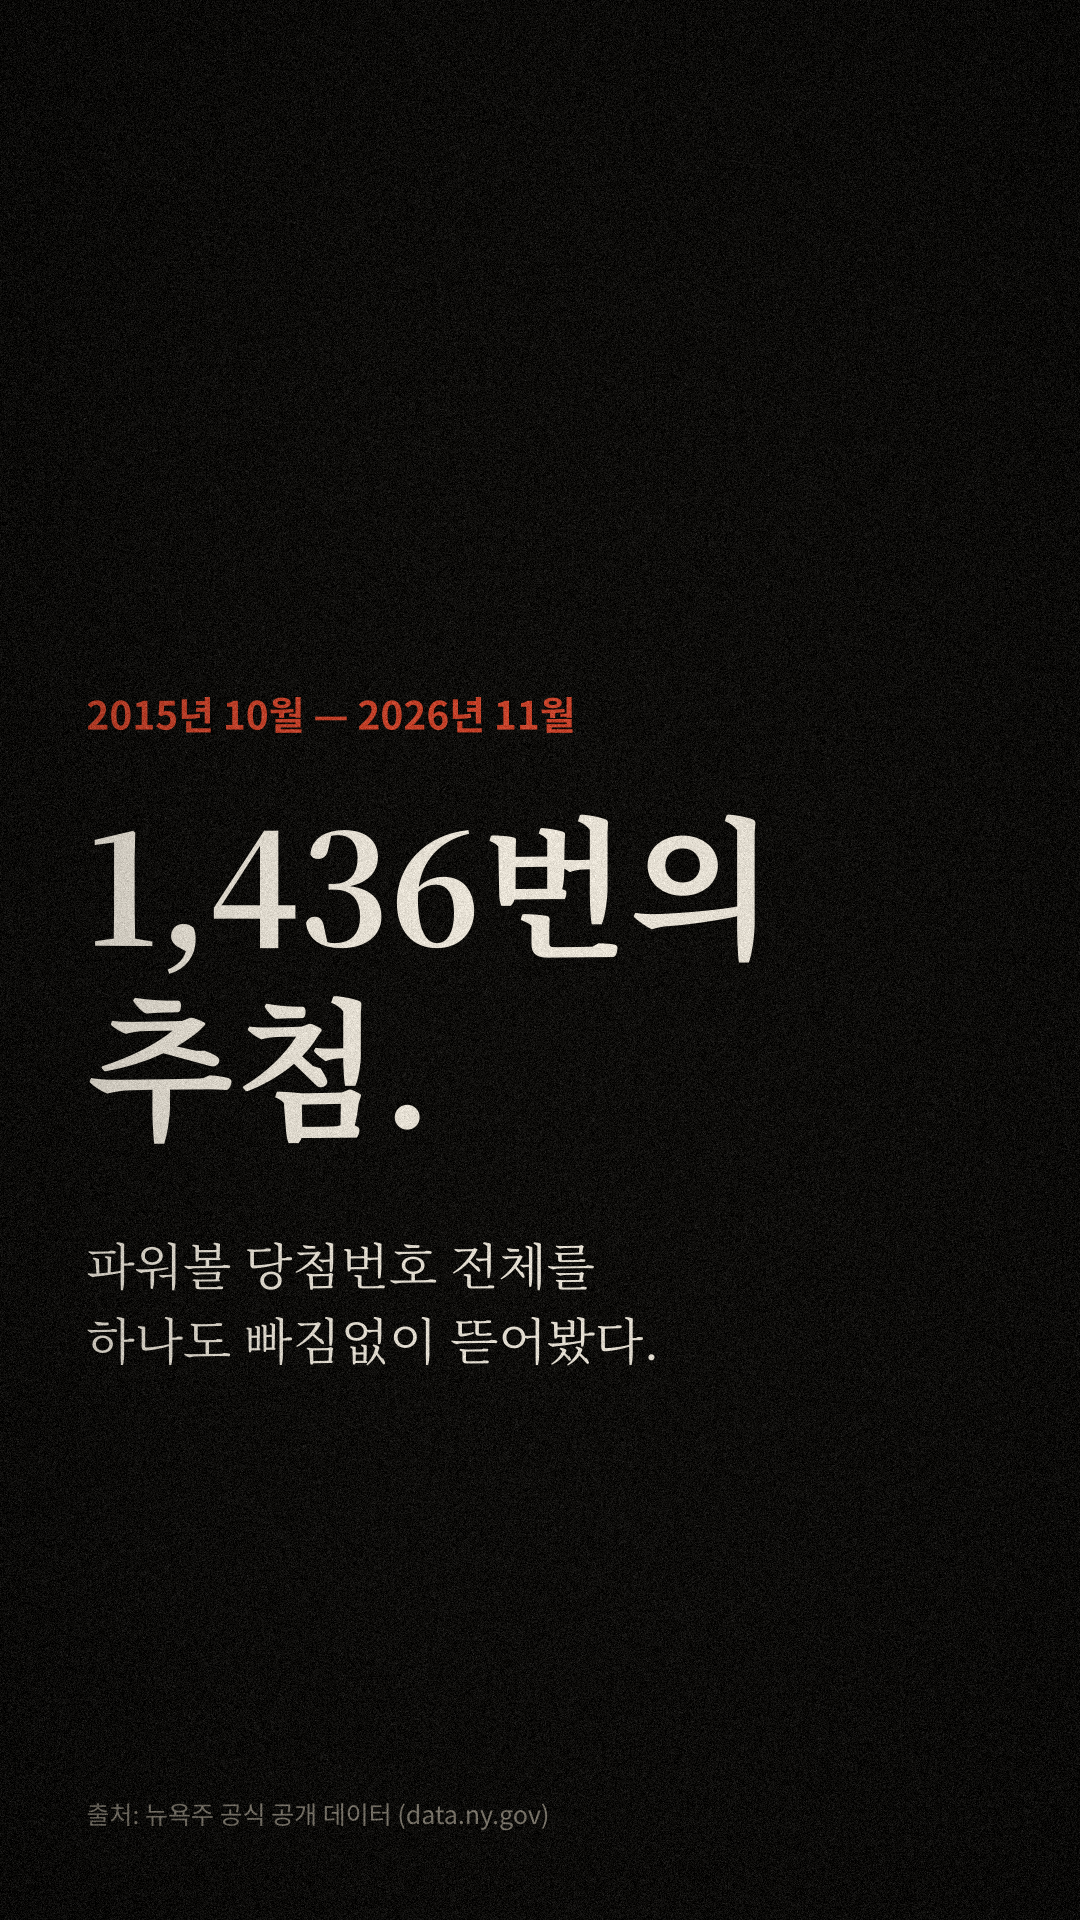 2015년 10월 — 2026년 11월
1,436번의
추첨.
파워볼 당첨번호 전체를
하나도 빠짐없이 뜯어봤다.
출처: 뉴욕주 공식 공개 데이터 (data.ny.gov)